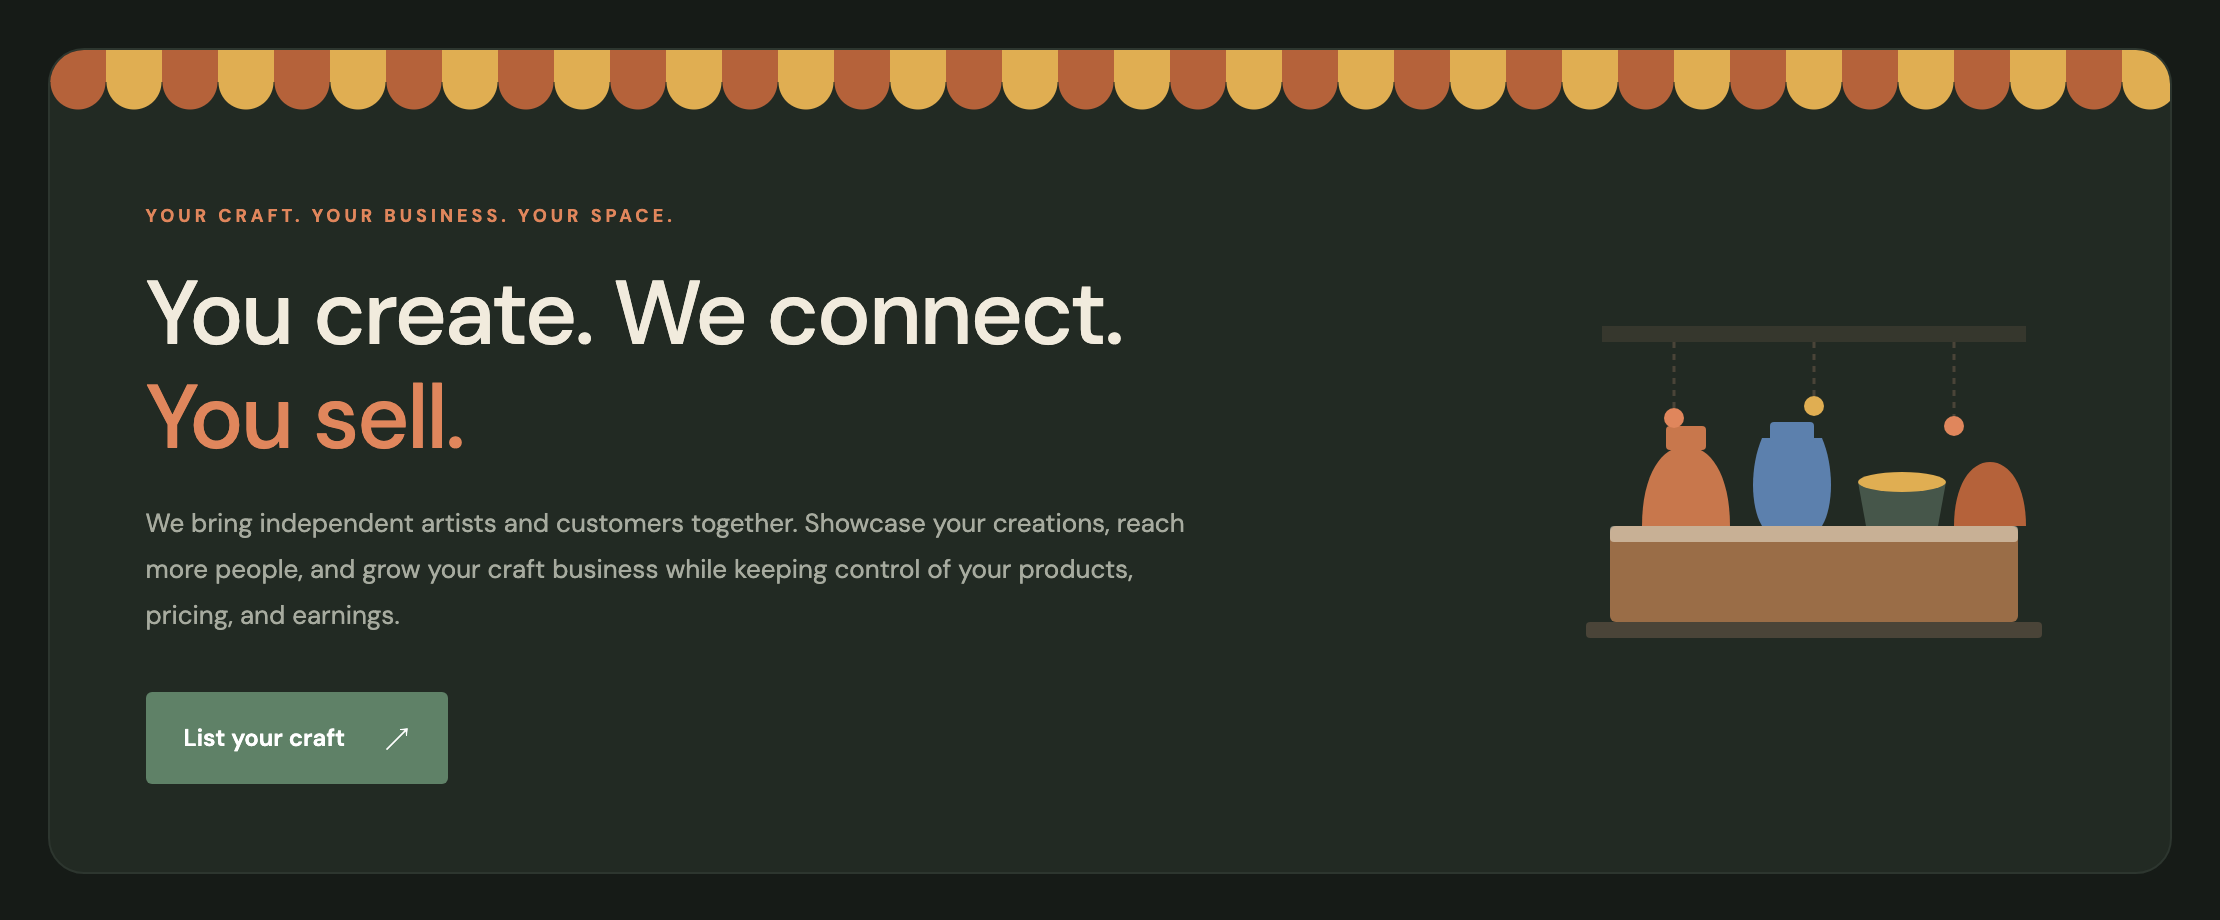 YOUR CRAFT. YOUR BUSINESS. YOUR SPACE.
You create. We connect.
You sell.
We bring independent artists and customers together. Showcase your creations, reach
more people, and grow your craft business while keeping control of your products,
pricing, and earnings.
List your craft